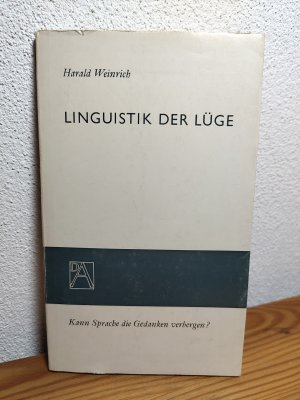 Harald Weinrich
LINGUISTIK DER LÜGE
Kann Sprache die Gedanken verbergen?